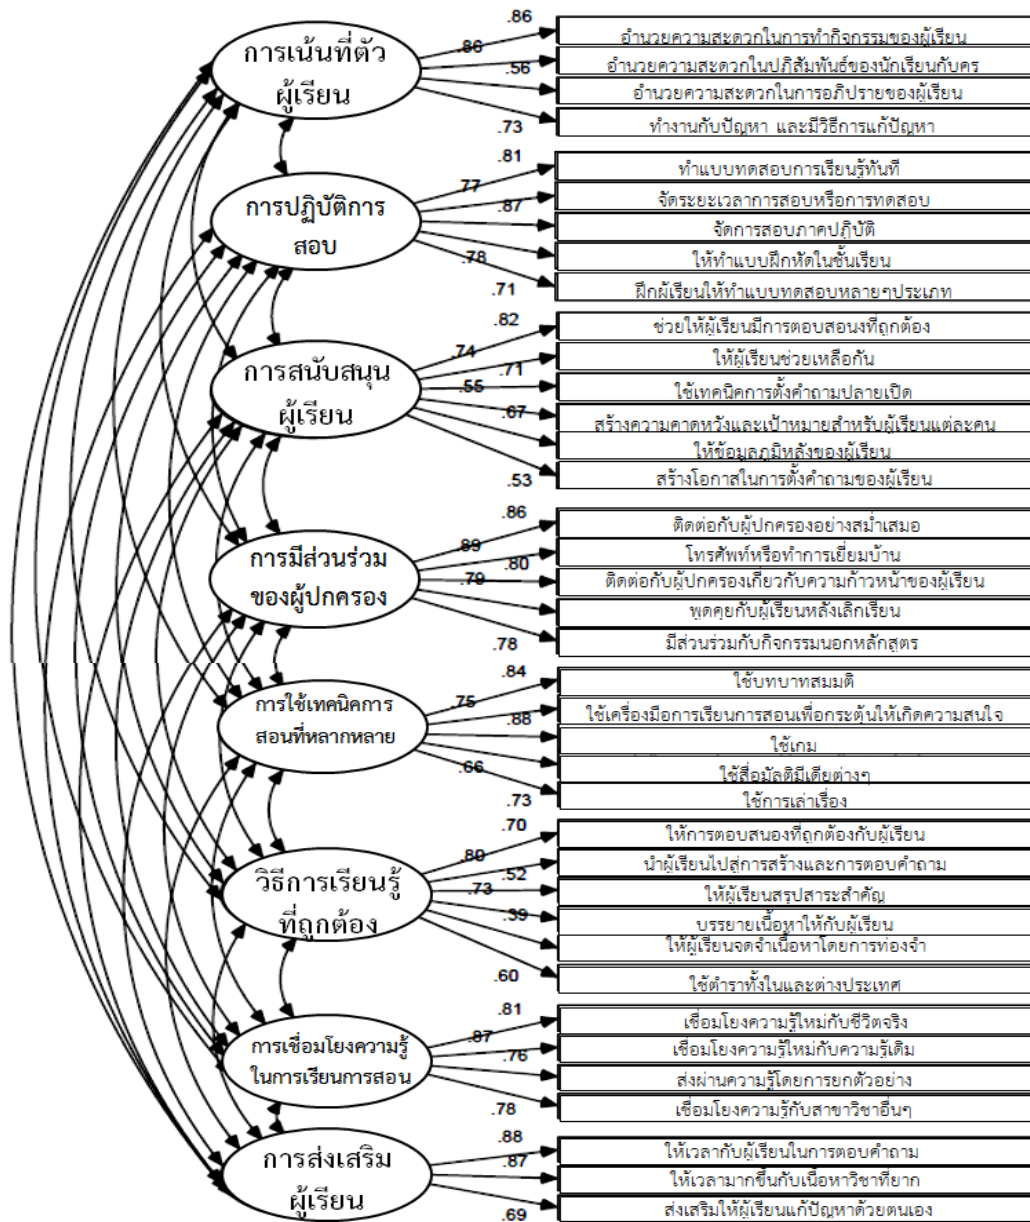 การเน้นที่ตัว
ผู้เรียน
.86
.86
.56
.73
อำนวยความสะดวกในการทำกิจกรรมของผู้เรียน
อำนวยความสะดวกในปฏิสัมพันธ์ของนักเรียนกับคร
อำนวยความสะดวกในการอภิปรายของผู้เรียน
ทำงานกับปัญหา และมีวิธีการแก้ปัญหา
การปฏิบัติการ
สอบ
.81
.77
.87
.78
.71
ทำแบบทดสอบการเรียนรู้ทันที
จัดระยะเวลาการสอบหรือการทดสอบ
จัดการสอบภาคปฏิบัติ
ให้ทำแบบฝึกหัดในชั้นเรียน
ฝึกผู้เรียนให้ทำแบบทดสอบหลายๆประเภท
การสนับสนุน
ผู้เรียน
.82
.74
.71
.55
.67
.53
ช่วยให้ผู้เรียนมีการตอบสอนงที่ถูกต้อง
ให้ผู้เรียนช่วยเหลือกัน
ใช้เทคนิคการตั้งคำถามปลายเปิด
สร้างความคาดหวังและเป้าหมายสำหรับผู้เรียนแต่ละคน
ให้ข้อมูลภูมิหลังของผู้เรียน
สร้างโอกาสในการตั้งคำถามของผู้เรียน
การมีส่วนร่วม
ของผู้ปกครอง
.86
.89
.80
.79
.78
ติดต่อกับผู้ปกครองอย่างสม่ำเสมอ
โทรศัพท์หรือทำการเยี่ยมบ้าน
ติดต่อกับผู้ปกครองเกี่ยวกับความก้าวหน้าของผู้เรียน
พูดคุยกับผู้เรียนหลังเลิกเรียน
มีส่วนร่วมกับกิจกรรมนอกหลักสูตร
การใช้เทคนิคการ
สอนที่หลากหลาย
.84
.75
.88
.66
.73
ใช้บทบาทสมมติ
ใช้เครื่องมือการเรียนการสอนเพื่อกระตุ้นให้เกิดความสนใจ
ใช้เกม
ใช้สื่อมัลติมีเดียต่างๆ
ใช้การเล่าเรื่อง
วิธีการเรียนรู้
ที่ถูกต้อง
.70
.80
.52
.73
.39
.60
ให้การตอบสนองที่ถูกต้องกับผู้เรียน
นำผู้เรียนไปสู่การสร้างและการตอบคำถาม
ให้ผู้เรียนสรุปสาระสำคัญ
บรรยายเนื้อหาให้กับผู้เรียน
ให้ผู้เรียนจดจำเนื้อหาโดยการท่องจำ
ใช้ตำราทั้งในและต่างประเทศ
การเชื่อมโยงความรู้
ในการเรียนการสอน
.81
.87
.76
.78
เชื่อมโยงความรู้ใหม่กับชีวิตจริง
เชื่อมโยงความรู้ใหม่กับความรู้เดิม
ส่งผ่านความรู้โดยการยกตัวอย่าง
เชื่อมโยงความรู้กับสาขาวิชาอื่นๆ
การส่งเสริม
ผู้เรียน
.88
.87
.69
ให้เวลากับผู้เรียนในการตอบคำถาม
ให้เวลามากขึ้นกับเนื้อหาวิชาที่ยาก
ส่งเสริมให้ผู้เรียนแก้ปัญหาด้วยตนเอง